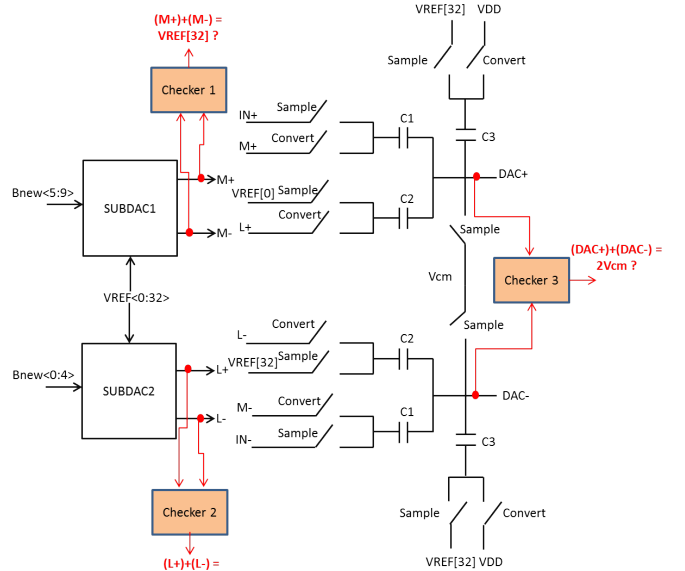 VREF[32] VDD
(M+)+(M-) =
VREF[32] ?
Sample
Convert
Checker 1
Sample
IN+
C1
Convert
M+
C3
M+
DAC+
Bnew<5:9>
VREF[0]
Sample
SUBDAC1
C2
Convert
L+
M-
Sample
(DAC+)+(DAC-) =
2Vcm ?
Vcm
Checker 3
VREF<0:32>
Sample
Convert
L-
C2
VREF[32]
Sample
L+
Bnew<0:4>
SUBDAC2
Convert
M-
DAC-
L-
C1
IN-
Sample
C3
Checker 2
Sample
Convert
VREF[32] VDD
(L+)+(L-) =